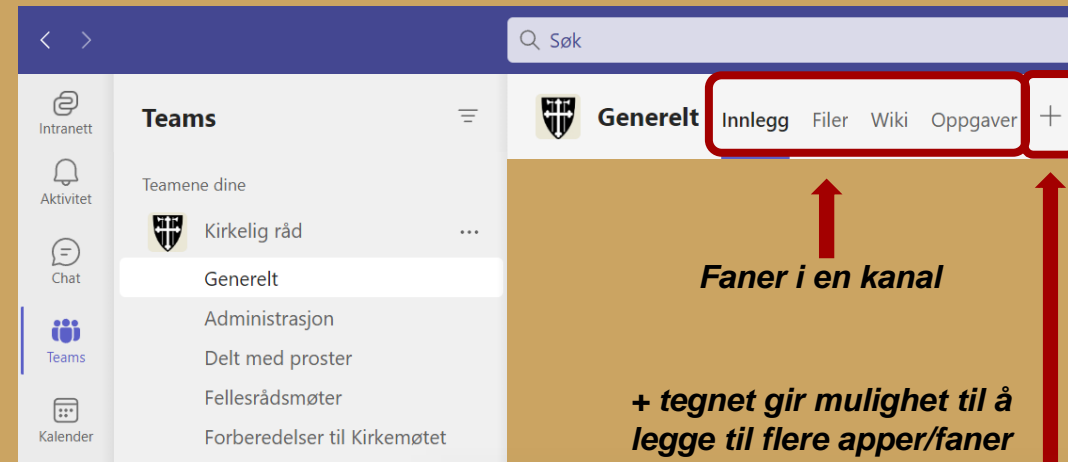 Søk
Intranett
Aktivitet
Chat
Teams
Kalender
Teams
Teamene dine
Kirkelig råd
Generelt
Administrasjon
Delt med proster
Fellesrådsmøter
Forberedelser til Kirkemøtet
Generelt Innlegg Filer Wiki Oppgaver +
Faner i en kanal
+ tegnet gir mulighet til å
legge til flere apper/faner